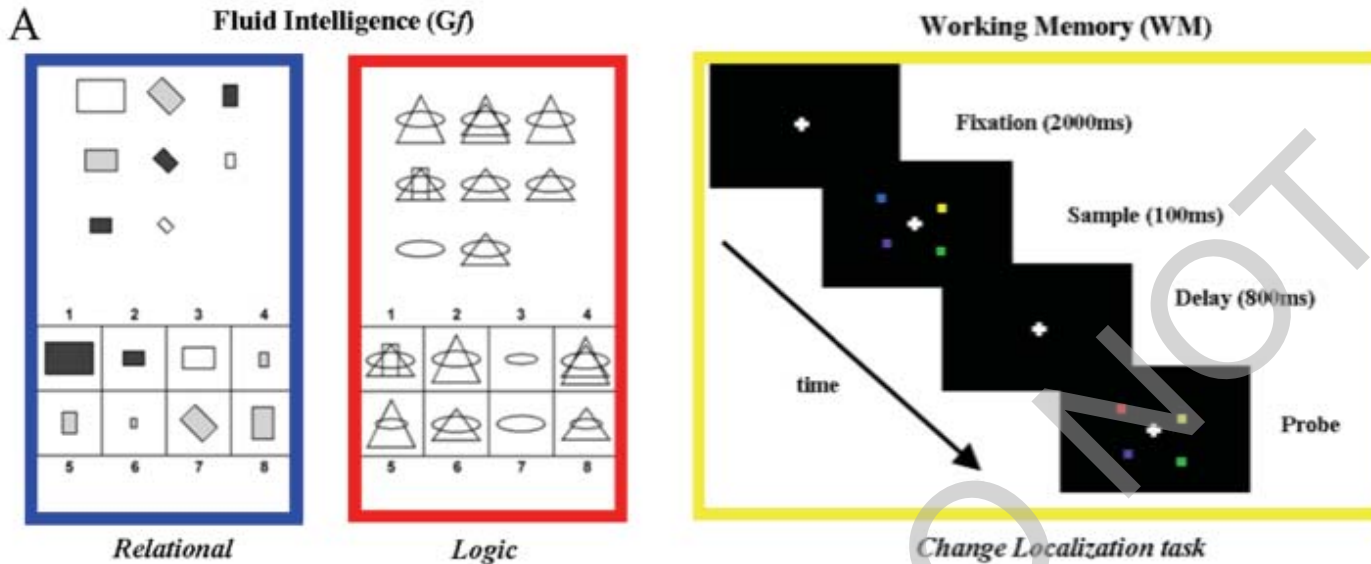 A
Fluid Intelligence (Gf)
Working Memory (WM)
Fixation (2000ms)
Sample (100ms)
Delay (800ms)
time
Probe
1 2 3 4
5 6 7 8
1 2 3 4
5 6 7 8
Relational
Logic
Change Localization task
NOT